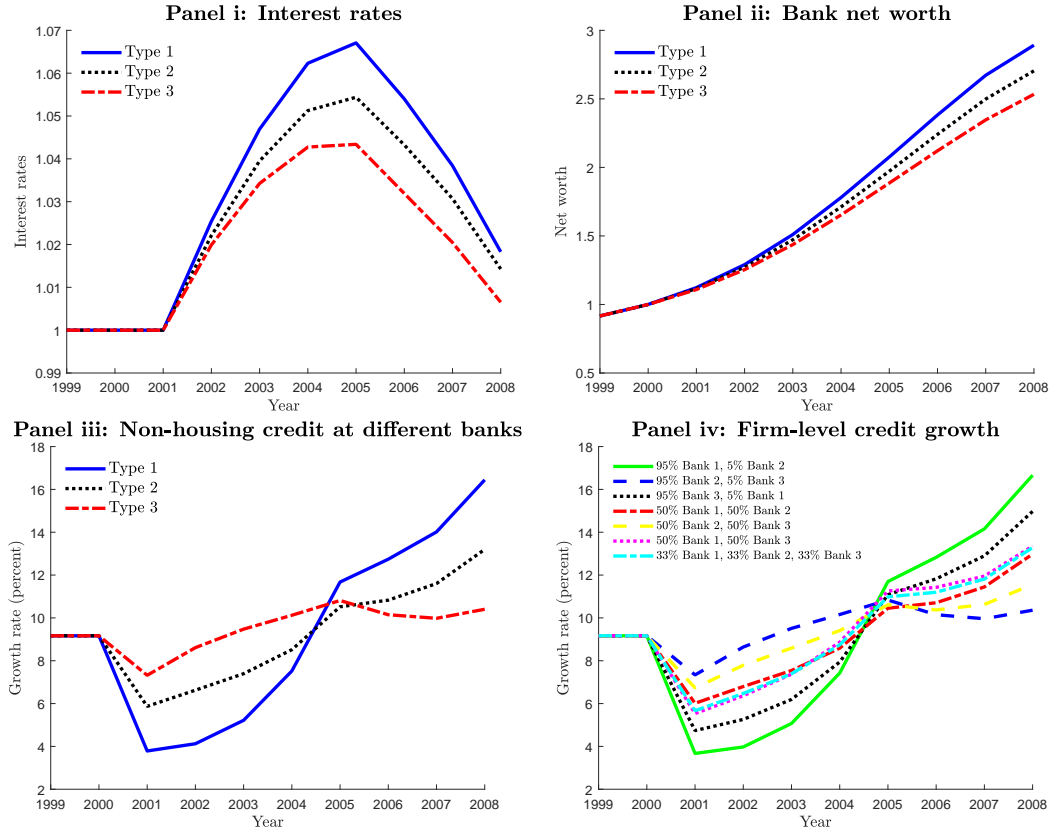 Panel i: Interest rates
1.07
1.06
1.05
1.04
1.03
1.02
1.01
1
0.99
Interest rates
Type 1
Type 2
Type 3
1999 2000 2001 2002 2003 2004 2005 2006 2007 2008
Year
Panel ii: Bank net worth
3
2.5
2
1.5
1
0.5
Net worth
Type 1
Type 2
Type 3
1999 2000 2001 2002 2003 2004 2005 2006 2007 2008
Year
Panel iii: Non-housing credit at different banks
18
16
14
12
10
8
6
4
2
Growth rate (percent)
Type 1
Type 2
Type 3
1999 2000 2001 2002 2003 2004 2005 2006 2007 2008
Year
Panel iv: Firm-level credit growth
18
16
14
12
10
8
6
4
2
Growth rate (percent)
95% Bank 1, 5% Bank 2
95% Bank 2, 5% Bank 3
95% Bank 3, 5% Bank 1
50% Bank 1, 50% Bank 2
50% Bank 2, 50% Bank 3
50% Bank 1, 50% Bank 3
33% Bank 1, 33% Bank 2, 33% Bank 3
1999 2000 2001 2002 2003 2004 2005 2006 2007 2008
Year